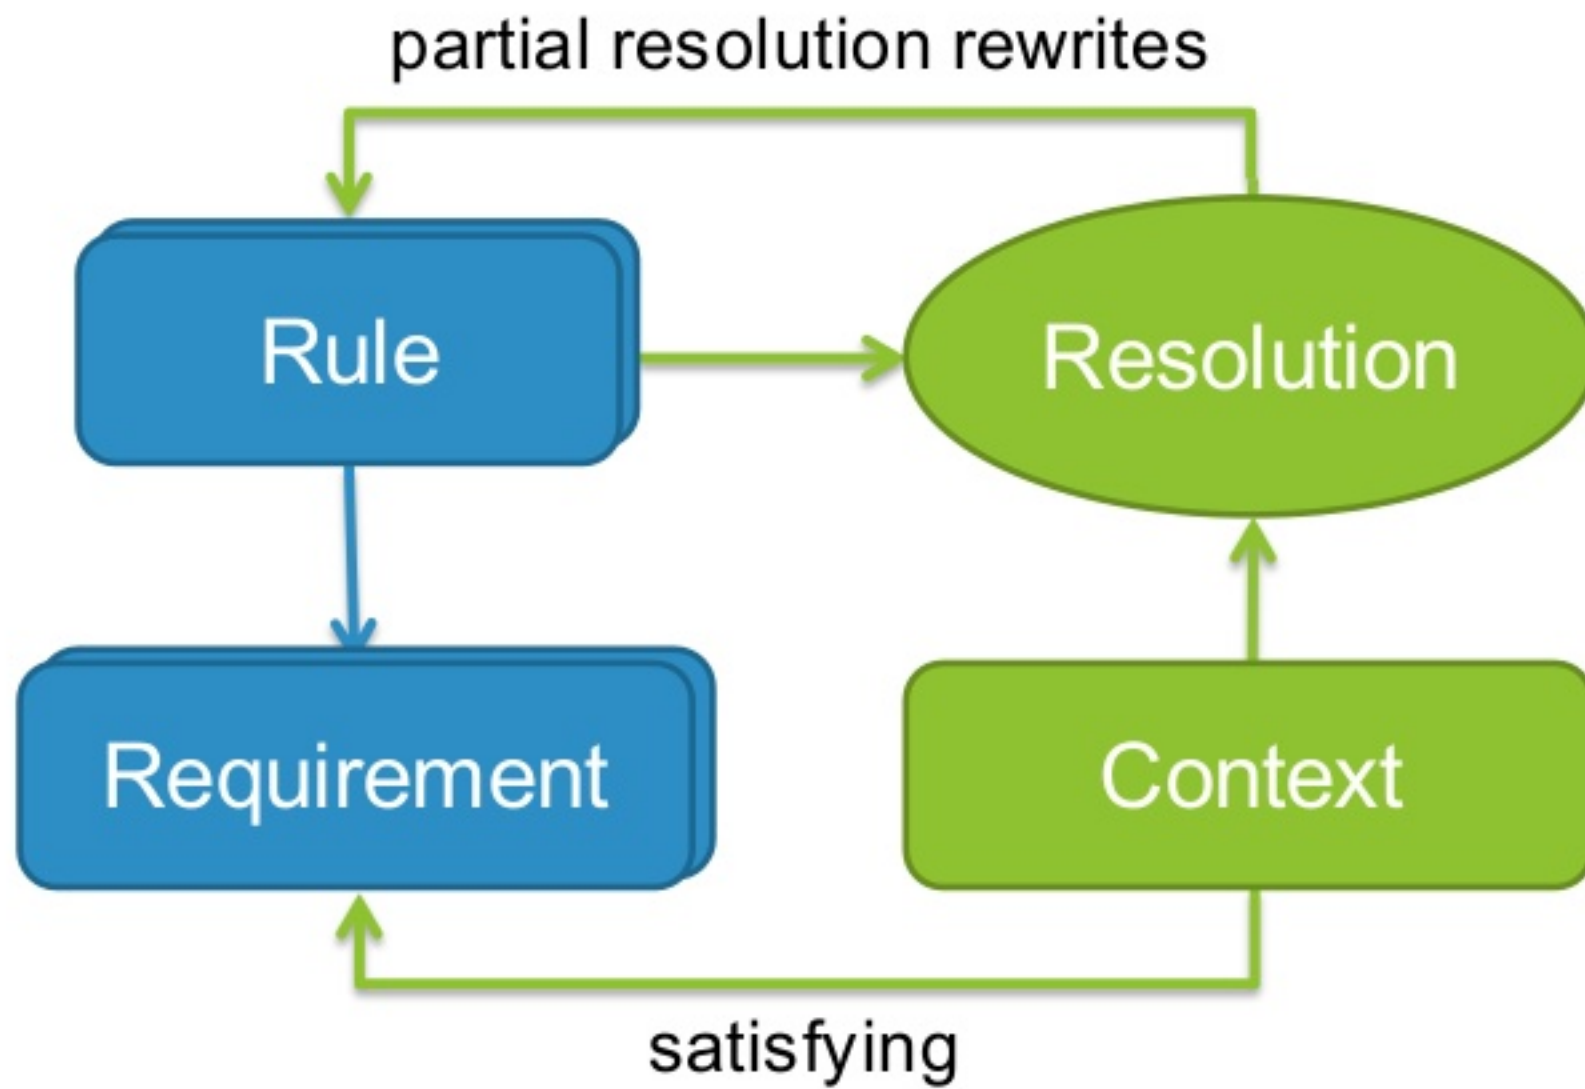 partial resolution rewrites
Rule
Resolution
Requirement
Context
satisfying